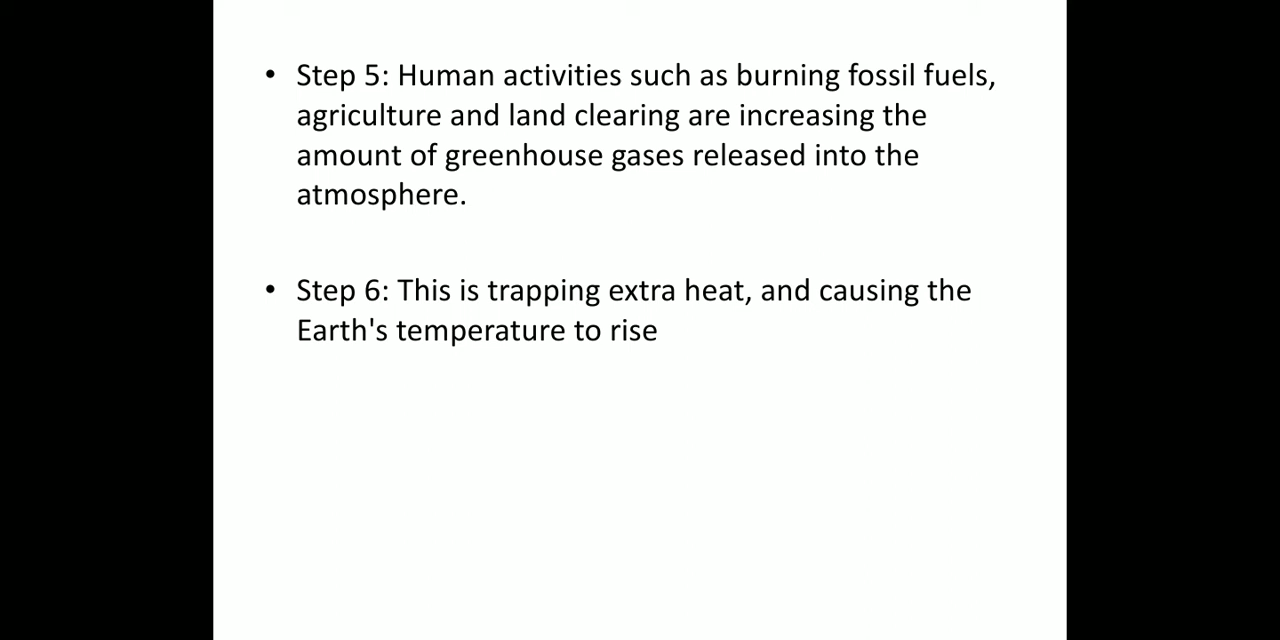 • Step 5: Human activities such as burning fossil fuels,
agriculture and land clearing are increasing the
amount of greenhouse gases released into the
atmosphere.
• Step 6: This is trapping extra heat, and causing the
Earth's temperature to rise